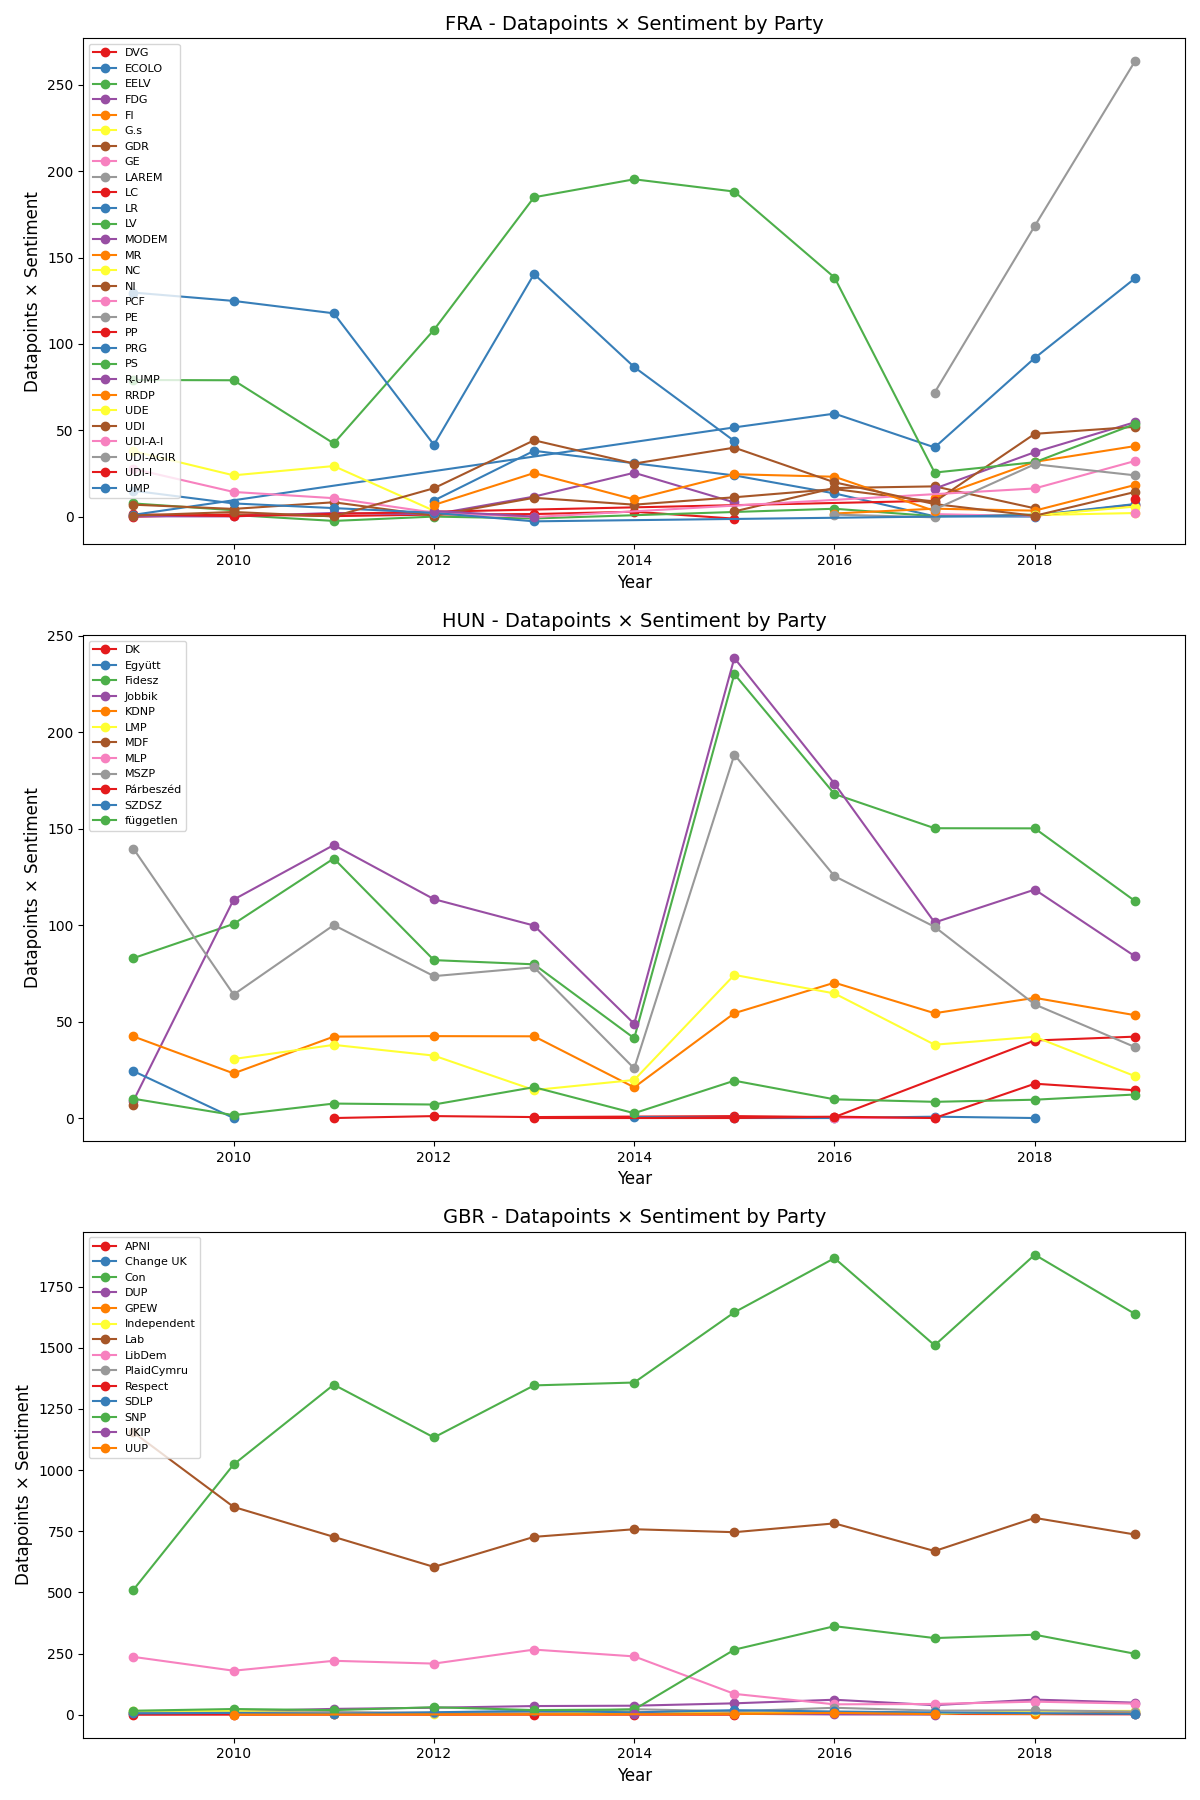 FRA - Datapoints × Sentiment by Party
DVG
ECOLO
EELV
FDG
FI
G.s
GDR
GE
LAREM
LC
LR
LV
MODEM
MR
NC
NI
PCF
PE
PP
PRG
PS
R-UMP
RRDP
UDE
UDI
UDI-A-I
UDI-AGIR
UDI-I
UMP
250
200
150
100
50
0
Datapoints × Sentiment
2010 2012 2014 2016 2018
Year
HUN - Datapoints × Sentiment by Party
DK
Együtt
Fidesz
Jobbik
KDNP
LMP
MDF
MLP
MSZP
Párbeszéd
SZDSZ
független
250
200
150
100
50
0
Datapoints × Sentiment
2010 2012 2014 2016 2018
Year
GBR - Datapoints × Sentiment by Party
APNI
Change UK
Con
DUP
GPEW
Independent
Lab
LibDem
PlaidCymru
Respect
SDLP
SNP
UKIP
UUP
1750
1500
1250
1000
750
500
250
0
Datapoints × Sentiment
2010 2012 2014 2016 2018
Year